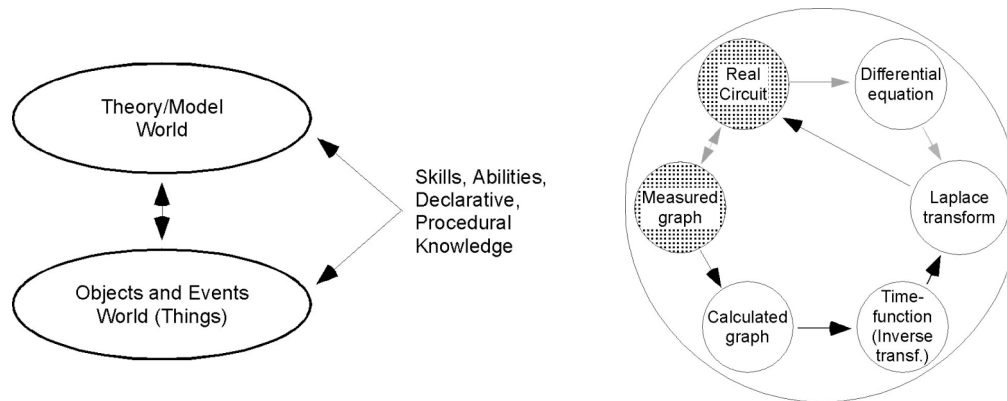 Theory/Model
World
Skills, Abilities,
Declarative,
Procedural
Knowledge
Objects and Events
World (Things)
Real
Circuit
Differential
equation
Measured
graph
Laplace
transform
Calculated
graph
Time-
function
(Inverse
transf.)